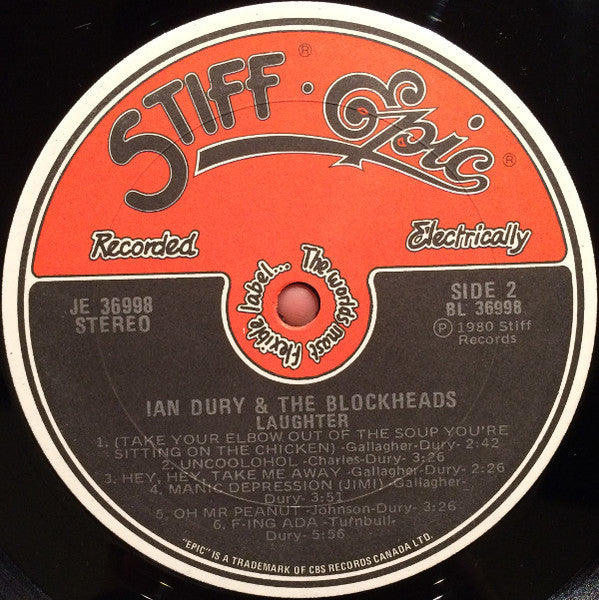 STIFF® · Epic®
Recorded Electrically
The worlds most flexible label...
JE 36998
STEREO
SIDE 2
BL 36998
℗ 1980 Stiff
Records
IAN DURY & THE BLOCKHEADS
LAUGHTER
1. (TAKE YOUR ELBOW OUT OF THE SOUP YOU'RE
SITTING ON THE CHICKEN) -Gallagher-Dury- 2:42
2. UNCOOLOHOL -Charles-Dury- 3:26
3. HEY, HEY, TAKE ME AWAY -Gallagher-Dury- 2:26
4. MANIC DEPRESSION (JIMI) -Gallagher-
Dury- 3:51
5. OH MR PEANUT -Johnson-Dury- 3:26
6. F-ING ADA -Turnbull-
Dury- 5:56
"EPIC" IS A TRADEMARK OF CBS RECORDS CANADA LTD.